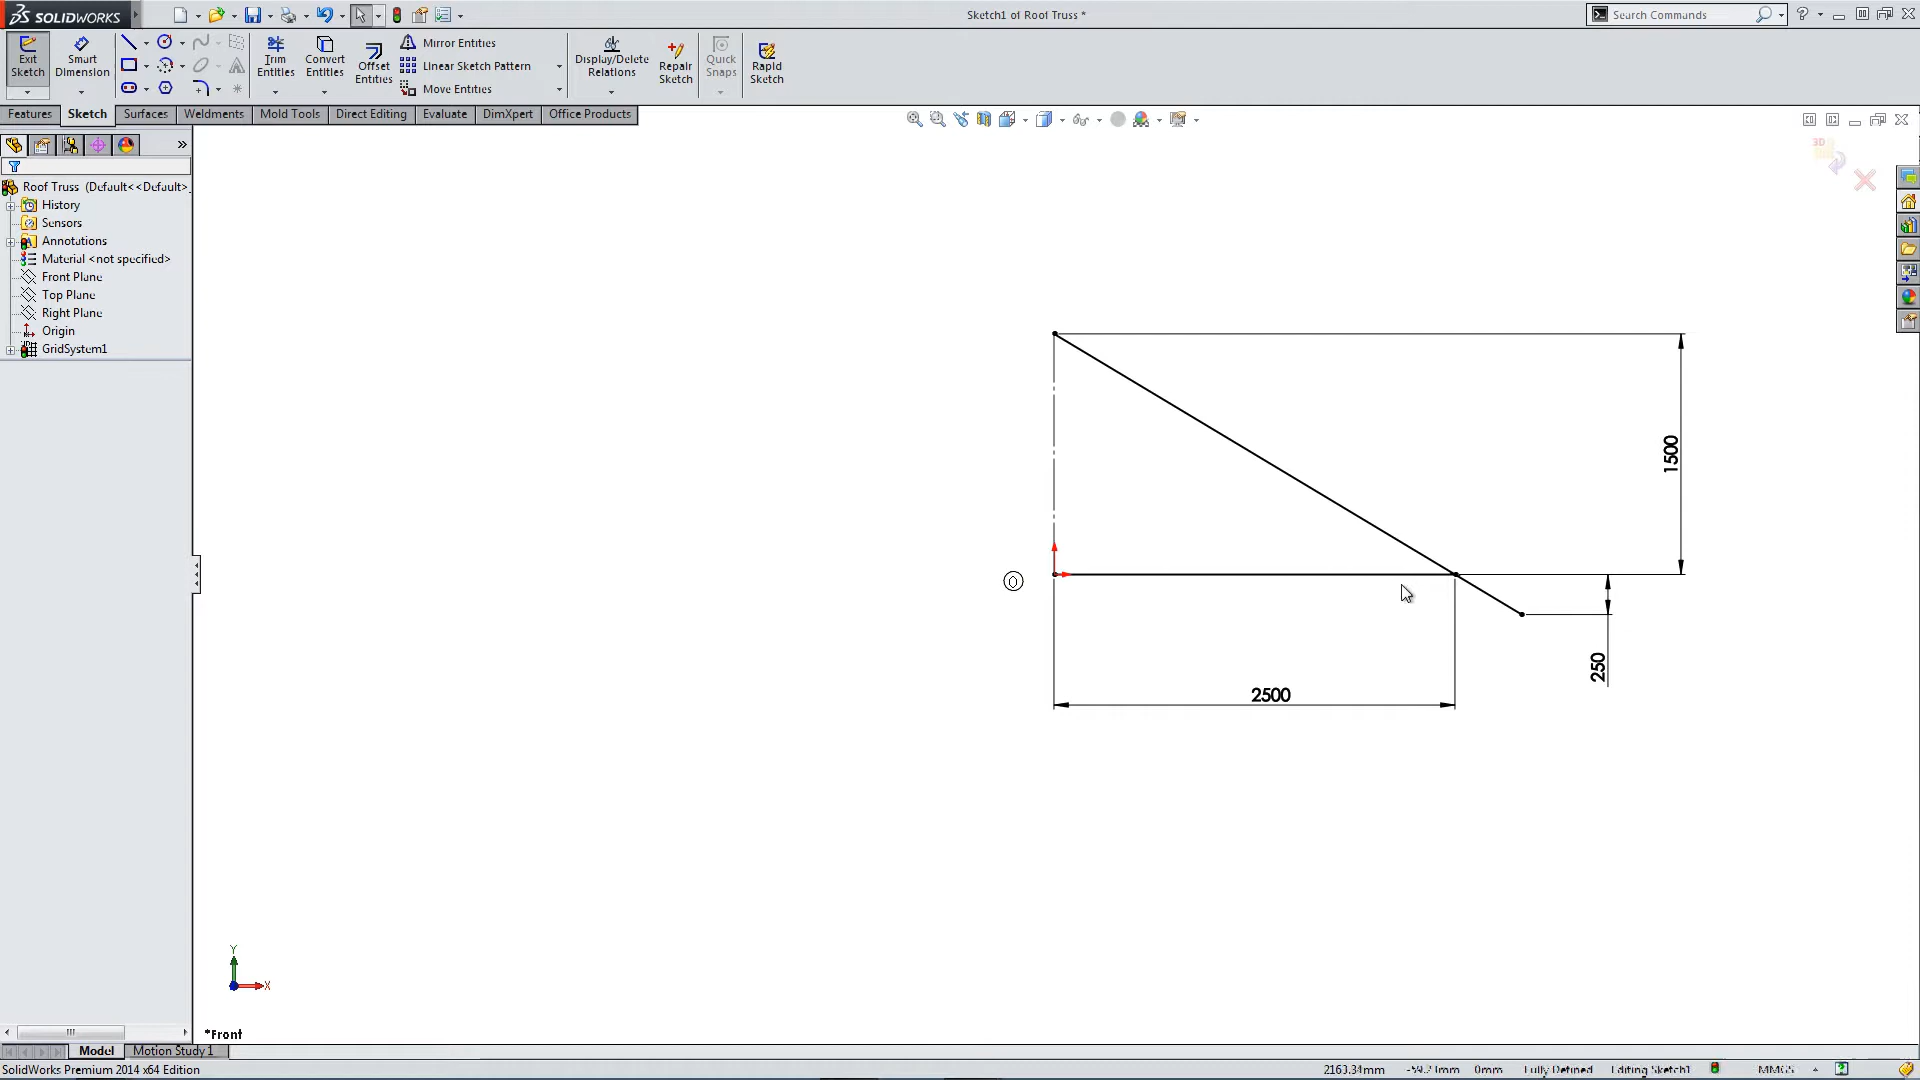 SOLIDWORKS
Sketch1 of Roof Truss *
Search Commands
Exit Sketch
Smart Dimension
Trim Entities
Convert Entities
Offset Entities
Mirror Entities
Linear Sketch Pattern
Move Entities
Display/Delete Relations
Repair Sketch
Quick Snaps
Rapid Sketch
Features
Sketch
Surfaces
Weldments
Mold Tools
Direct Editing
Evaluate
DimXpert
Office Products
Roof Truss (Default<<Default>_
History
Sensors
Annotations
Material <not specified>
Front Plane
Top Plane
Right Plane
Origin
GridSystem1
3D
1500
250
2500
Y
X
*Front
Model
Motion Study 1
SolidWorks Premium 2014 x64 Edition
0mm
Fully Defined
Editing Sketch1
MMGS